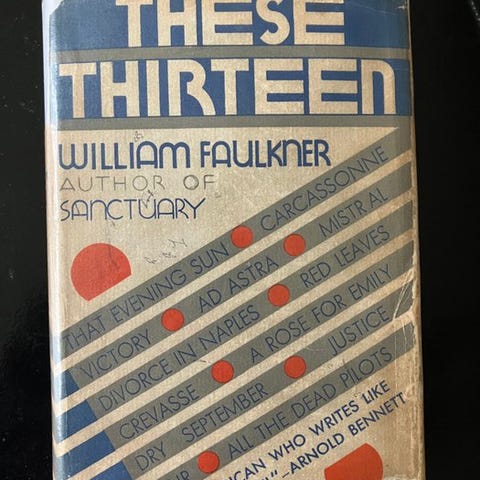 THESE
THIRTEEN
WILLIAM FAULKNER
AUTHOR OF
SANCTUARY
THAT EVENING SUN CARCASSONNE
VICTORY AD ASTRA MISTRAL
DIVORCE IN NAPLES RED LEAVES
CREVASSE A ROSE FOR EMILY
DRY SEPTEMBER JUSTICE
ALL THE DEAD PILOTS
WHO WRITES LIKE
—ARNOLD BENNETT